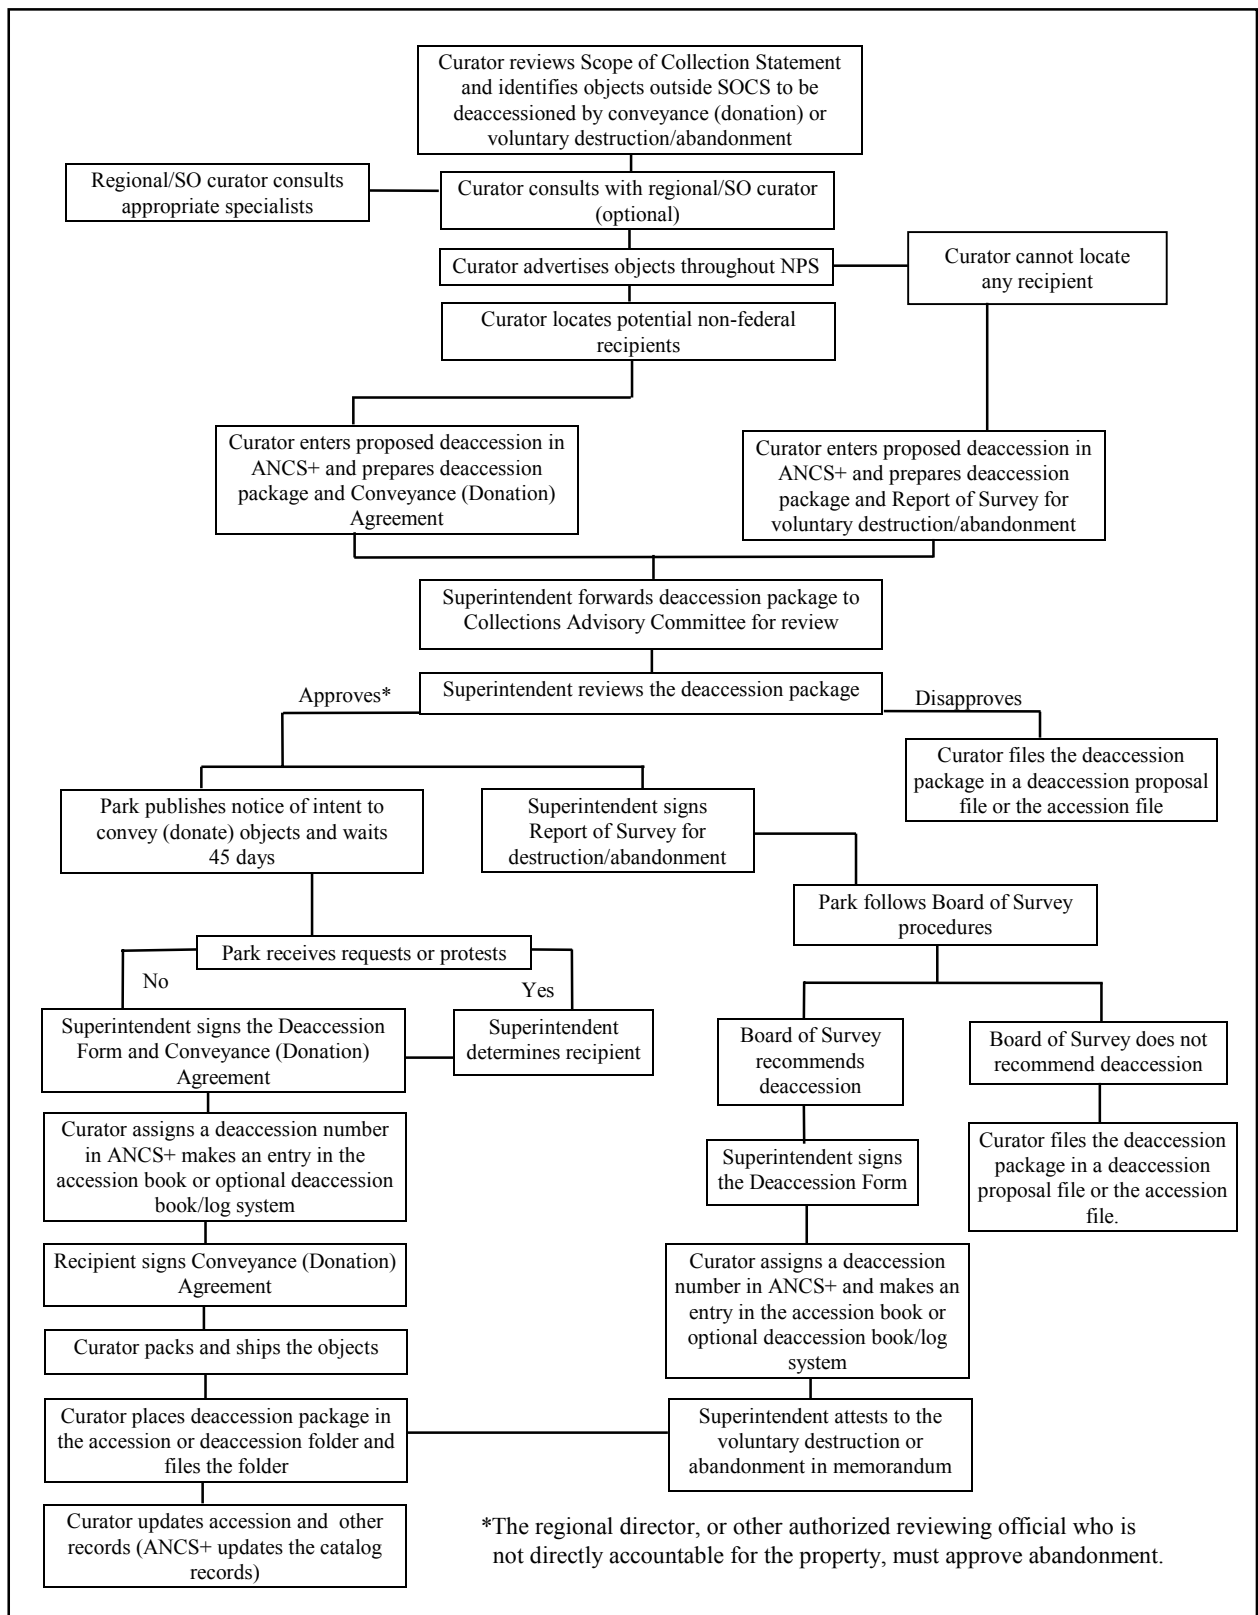 Curator reviews Scope of Collection Statement
and identifies objects outside SOCS to be
deaccessioned by conveyance (donation) or
voluntary destruction/abandonment
Regional/SO curator consults
appropriate specialists
Curator consults with regional/SO curator
(optional)
Curator advertises objects throughout NPS
Curator cannot locate
any recipient
Curator locates potential non-federal
recipients
Curator enters proposed deaccession in
ANCS+ and prepares deaccession
package and Conveyance (Donation)
Agreement
Curator enters proposed deaccession in
ANCS+ and prepares deaccession
package and Report of Survey for
voluntary destruction/abandonment
Superintendent forwards deaccession package to
Collections Advisory Committee for review
Superintendent reviews the deaccession package
Approves*
Disapproves
Curator files the deaccession
package in a deaccession proposal
file or the accession file
Park publishes notice of intent to
convey (donate) objects and waits
45 days
Superintendent signs
Report of Survey for
destruction/abandonment
Park follows Board of Survey
procedures
Park receives requests or protests
No
Yes
Superintendent signs the Deaccession
Form and Conveyance (Donation)
Agreement
Superintendent
determines recipient
Board of Survey
recommends
deaccession
Board of Survey does not
recommend deaccession
Curator assigns a deaccession number
in ANCS+ makes an entry in the
accession book or optional deaccession
book/log system
Superintendent signs
the Deaccession Form
Curator files the deaccession
package in a deaccession
proposal file or the accession
file.
Recipient signs Conveyance (Donation)
Agreement
Curator assigns a deaccession
number in ANCS+ and makes an
entry in the accession book or
optional deaccession book/log
system
Curator packs and ships the objects
Curator places deaccession package in
the accession or deaccession folder and
files the folder
Superintendent attests to the
voluntary destruction or
abandonment in memorandum
Curator updates accession and other
records (ANCS+ updates the catalog
records)
*The regional director, or other authorized reviewing official who is
not directly accountable for the property, must approve abandonment.